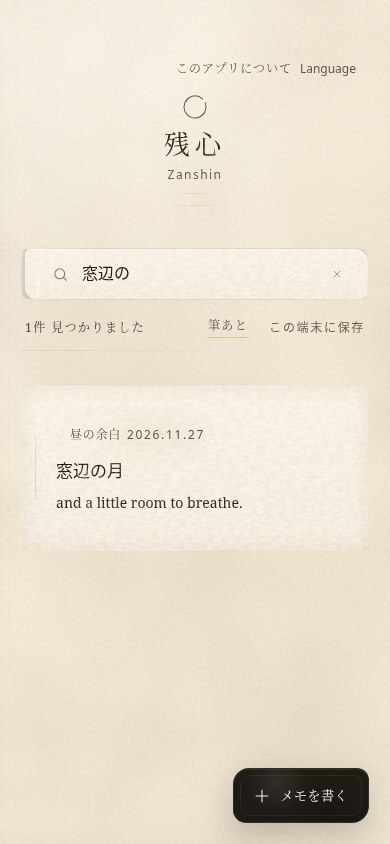 このアプリについて Language
残心
Zanshin
窓辺の ×
1件 見つかりました 筆あと この端末に保存
昼の余白 2026.11.27
窓辺の月
and a little room to breathe.
＋ メモを書く